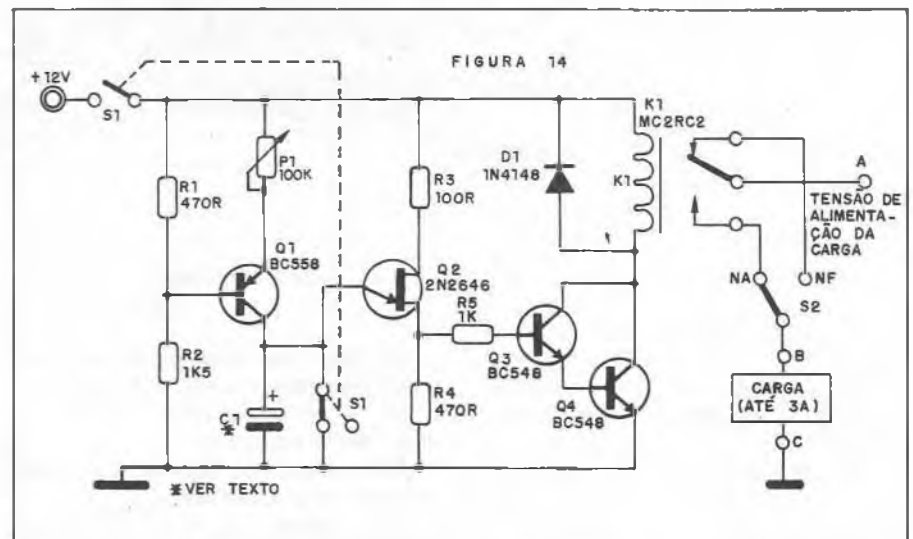 FIGURA 14
+12V
S1
P1
100K
R1
470R
Q1
BC558
R2
1K5
C1
*
S1
*VER TEXTO
R3
100R
Q2
2N2646
R5
1K
R4
470R
Q3
BC548
Q4
BC548
D1
1N4148
K1
MC2RC2
K1
A
TENSÃO DE
ALIMENTA-
ÇÃO DA
CARGA
NA
NF
S2
B
CARGA
(ATÉ 3A)
C